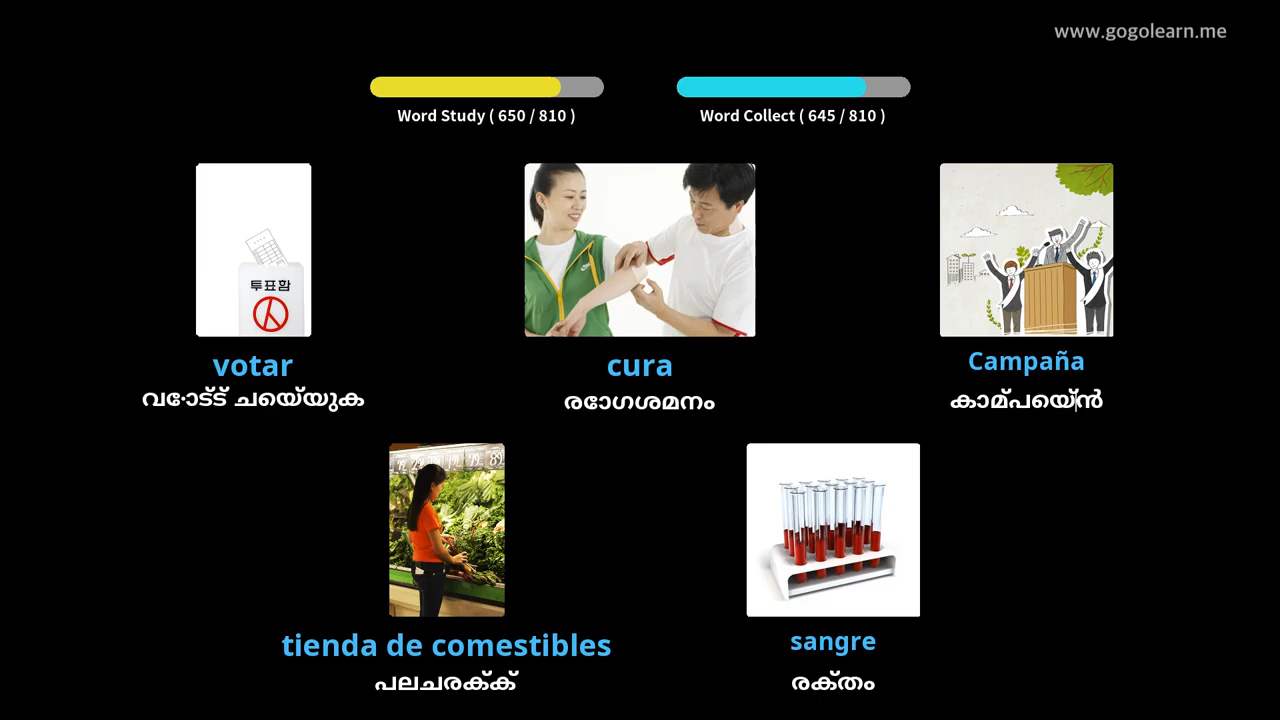 www.gogolearn.me
Word Study ( 650 / 810 )
Word Collect ( 645 / 810 )
투표함
votar
വോട്ട് ചെയ്യുക
cura
രോഗശമനം
Campaña
കാമ്പെയ്ൻ
tienda de comestibles
പലചരക്ക്
sangre
രക്തം